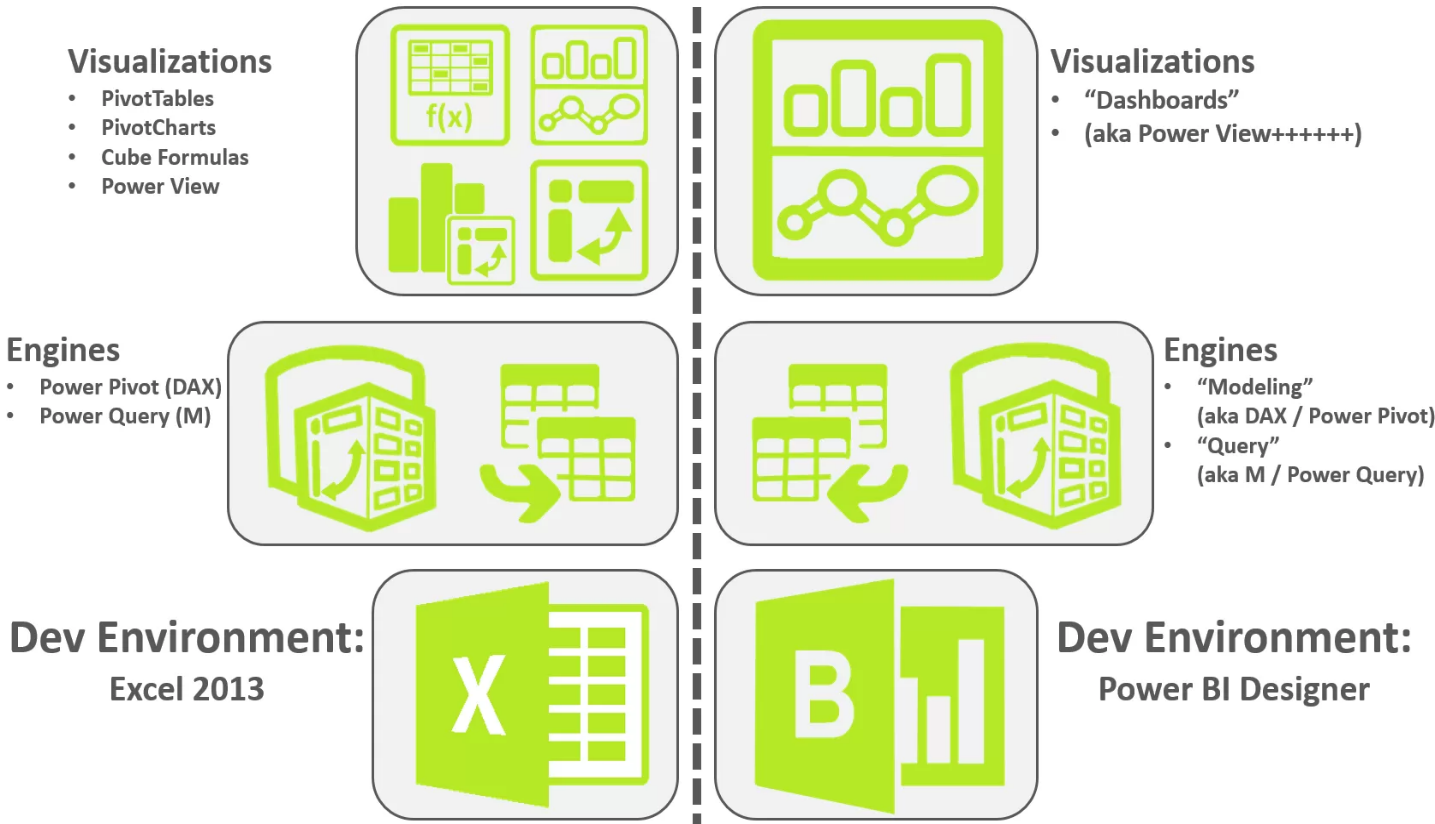 Visualizations
• PivotTables
• PivotCharts
• Cube Formulas
• Power View
f(x)
Visualizations
• “Dashboards”
• (aka Power View++++++)
Engines
• Power Pivot (DAX)
• Power Query (M)
Engines
• “Modeling”
(aka DAX / Power Pivot)
• “Query”
(aka M / Power Query)
Dev Environment:
Excel 2013
X
B
Dev Environment:
Power BI Designer